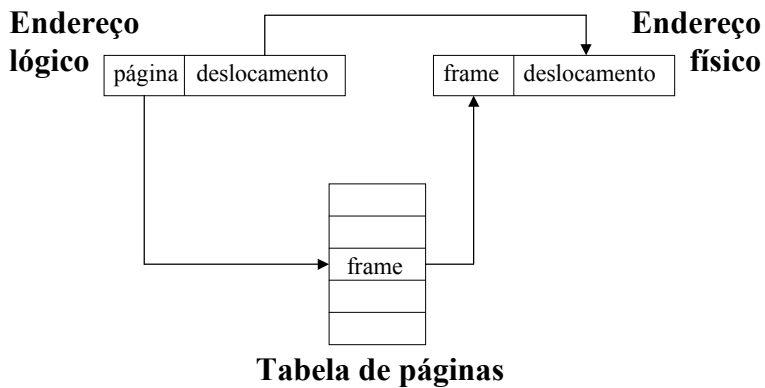 Endereço
lógico
Endereço
físico
página
deslocamento
frame
deslocamento
frame
Tabela de páginas